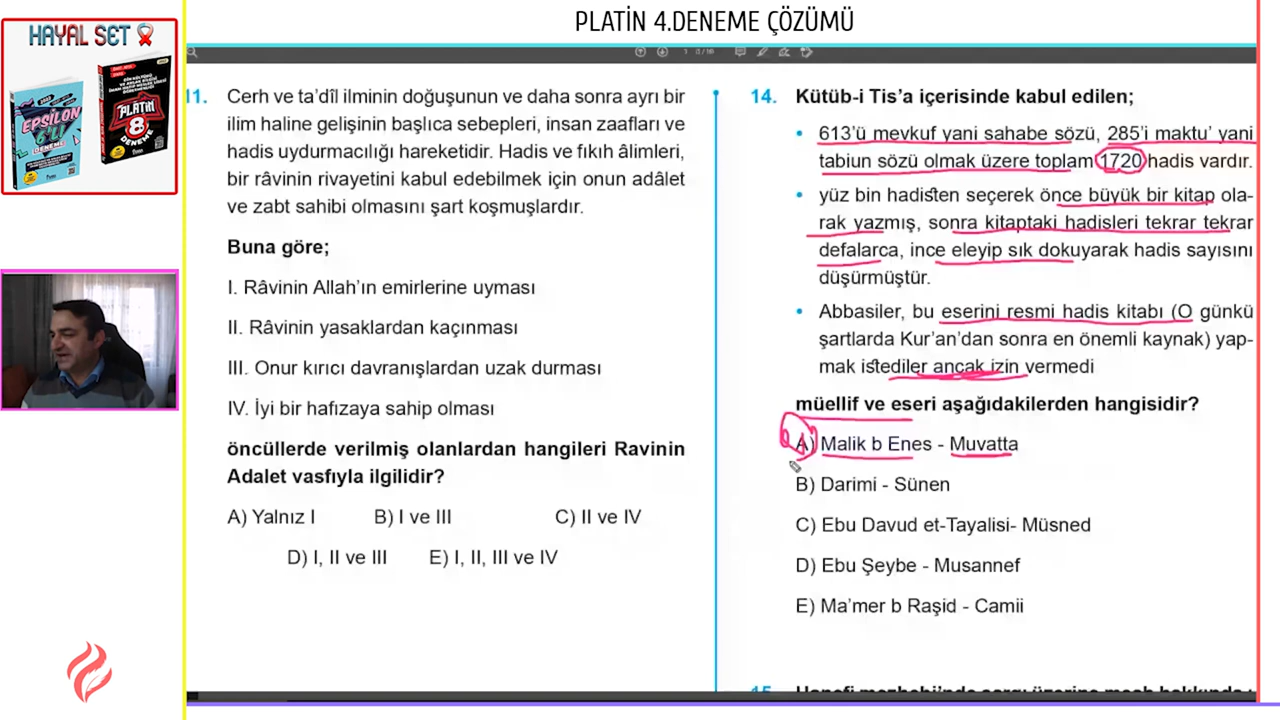 PLATİN 4.DENEME ÇÖZÜMÜ
HAYAL SET
EPSİLON
6'LI
DENEME
PLATİN
8
DENEME
11. Cerh ve ta'dîl ilminin doğuşunun ve daha sonra ayrı bir
ilim haline gelişinin başlıca sebepleri, insan zaafları ve
hadis uydurmacılığı hareketidir. Hadis ve fıkıh âlimleri,
bir râvinin rivayetini kabul edebilmek için onun adâlet
ve zabt sahibi olmasını şart koşmuşlardır.
Buna göre;
I. Râvinin Allah'ın emirlerine uyması
II. Râvinin yasaklardan kaçınması
III. Onur kırıcı davranışlardan uzak durması
IV. İyi bir hafızaya sahip olması
öncüllerde verilmiş olanlardan hangileri Ravinin
Adalet vasfıyla ilgilidir?
A) Yalnız I B) I ve III C) II ve IV
D) I, II ve III E) I, II, III ve IV
14. Kütüb-i Tis'a içerisinde kabul edilen;
• 613'ü mevkuf yani sahabe sözü, 285'i maktu' yani
tabiun sözü olmak üzere toplam 1720 hadis vardır.
• yüz bin hadisten seçerek önce büyük bir kitap ola-
rak yazmış, sonra kitaptaki hadisleri tekrar tekrar
defalarca, ince eleyip sık dokuyarak hadis sayısını
düşürmüştür.
• Abbasiler, bu eserini resmi hadis kitabı (O günkü
şartlarda Kur'an'dan sonra en önemli kaynak) yap-
mak istediler ancak izin vermedi
müellif ve eseri aşağıdakilerden hangisidir?
A) Malik b Enes - Muvatta
B) Darimi - Sünen
C) Ebu Davud et-Tayalisi- Müsned
D) Ebu Şeybe - Musannef
E) Ma'mer b Raşid - Camii